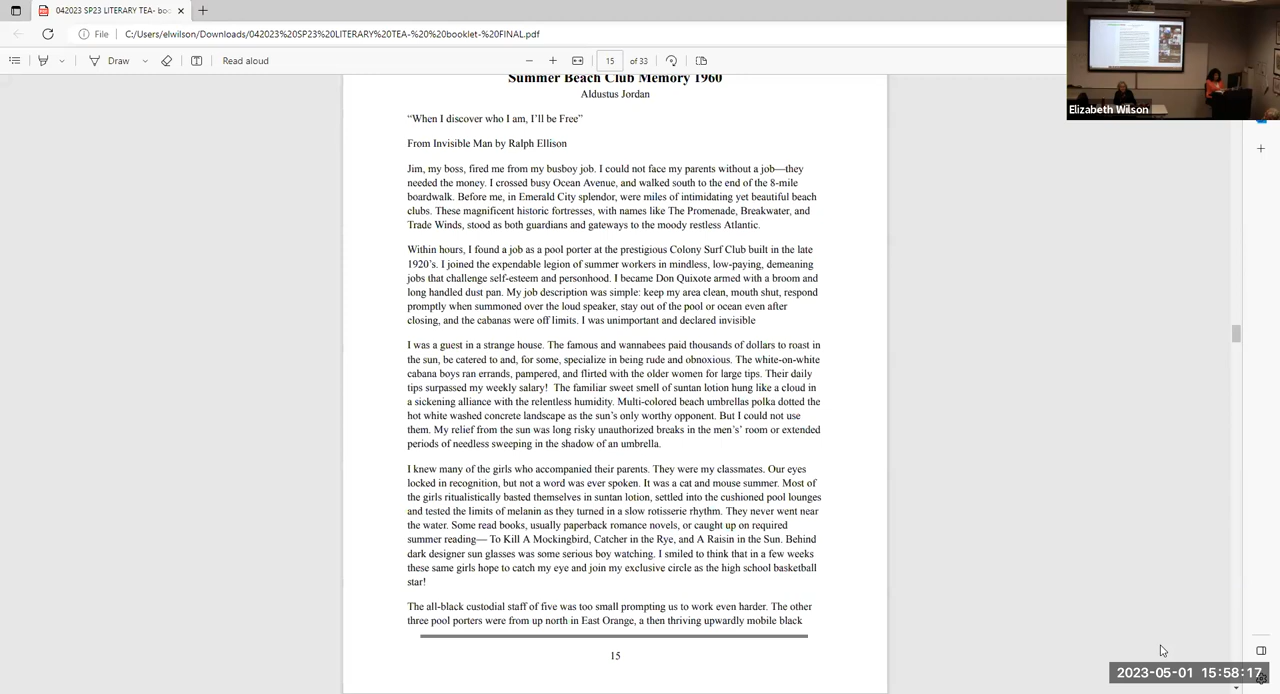 042023 SP23 LITERARY TEA- boo
File
C:/Users/elwilson/Downloads/042023%20SP23%20LITERARY%20TEA-%20%20booklet-%20FINAL.pdf
Draw
Read aloud
15
of 33
Elizabeth Wilson
Summer Beach Club Memory 1960
Aldustus Jordan
“When I discover who I am, I’ll be Free”
From Invisible Man by Ralph Ellison
Jim, my boss, fired me from my busboy job. I could not face my parents without a job—they
needed the money. I crossed busy Ocean Avenue, and walked south to the end of the 8-mile
boardwalk. Before me, in Emerald City splendor, were miles of intimidating yet beautiful beach
clubs. These magnificent historic fortresses, with names like The Promenade, Breakwater, and
Trade Winds, stood as both guardians and gateways to the moody restless Atlantic.
Within hours, I found a job as a pool porter at the prestigious Colony Surf Club built in the late
1920’s. I joined the expendable legion of summer workers in mindless, low-paying, demeaning
jobs that challenge self-esteem and personhood. I became Don Quixote armed with a broom and
long handled dust pan. My job description was simple: keep my area clean, mouth shut, respond
promptly when summoned over the loud speaker, stay out of the pool or ocean even after
closing, and the cabanas were off limits. I was unimportant and declared invisible
I was a guest in a strange house. The famous and wannabees paid thousands of dollars to roast in
the sun, be catered to and, for some, specialize in being rude and obnoxious. The white-on-white
cabana boys ran errands, pampered, and flirted with the older women for large tips. Their daily
tips surpassed my weekly salary! The familiar sweet smell of suntan lotion hung like a cloud in
a sickening alliance with the relentless humidity. Multi-colored beach umbrellas polka dotted the
hot white washed concrete landscape as the sun’s only worthy opponent. But I could not use
them. My relief from the sun was long risky unauthorized breaks in the men’s’ room or extended
periods of needless sweeping in the shadow of an umbrella.
I knew many of the girls who accompanied their parents. They were my classmates. Our eyes
locked in recognition, but not a word was ever spoken. It was a cat and mouse summer. Most of
the girls ritualistically basted themselves in suntan lotion, settled into the cushioned pool lounges
and tested the limits of melanin as they turned in a slow rotisserie rhythm. They never went near
the water. Some read books, usually paperback romance novels, or caught up on required
summer reading— To Kill A Mockingbird, Catcher in the Rye, and A Raisin in the Sun. Behind
dark designer sun glasses was some serious boy watching. I smiled to think that in a few weeks
these same girls hope to catch my eye and join my exclusive circle as the high school basketball
star!
The all-black custodial staff of five was too small prompting us to work even harder. The other
three pool porters were from up north in East Orange, a then thriving upwardly mobile black
15
2023-05-01 15:58:17